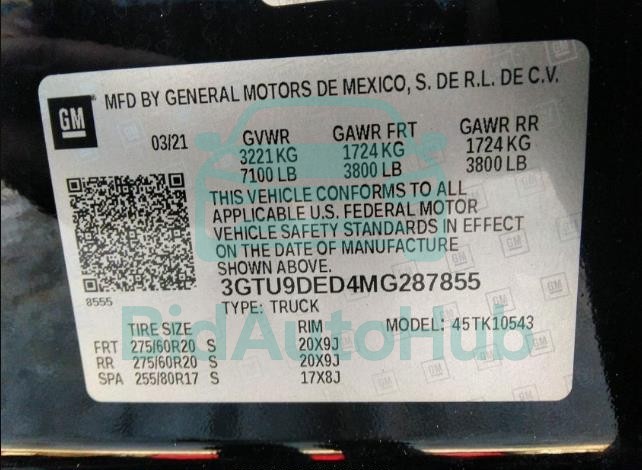 GM
MFD BY GENERAL MOTORS DE MEXICO, S. DE R.L. DE C.V.
03/21 GVWR GAWR FRT GAWR RR
3221 KG 1724 KG 1724 KG
7100 LB 3800 LB 3800 LB
THIS VEHICLE CONFORMS TO ALL
APPLICABLE U.S. FEDERAL MOTOR
VEHICLE SAFETY STANDARDS IN EFFECT
ON THE DATE OF MANUFACTURE
SHOWN ABOVE.
8555
3GTU9DED4MG287855
TYPE: TRUCK
TIRE SIZE RIM MODEL: 45TK10543
FRT 275/60R20 S 20X9J
RR 275/60R20 S 20X9J
SPA 255/80R17 S 17X8J
BidAutoHub